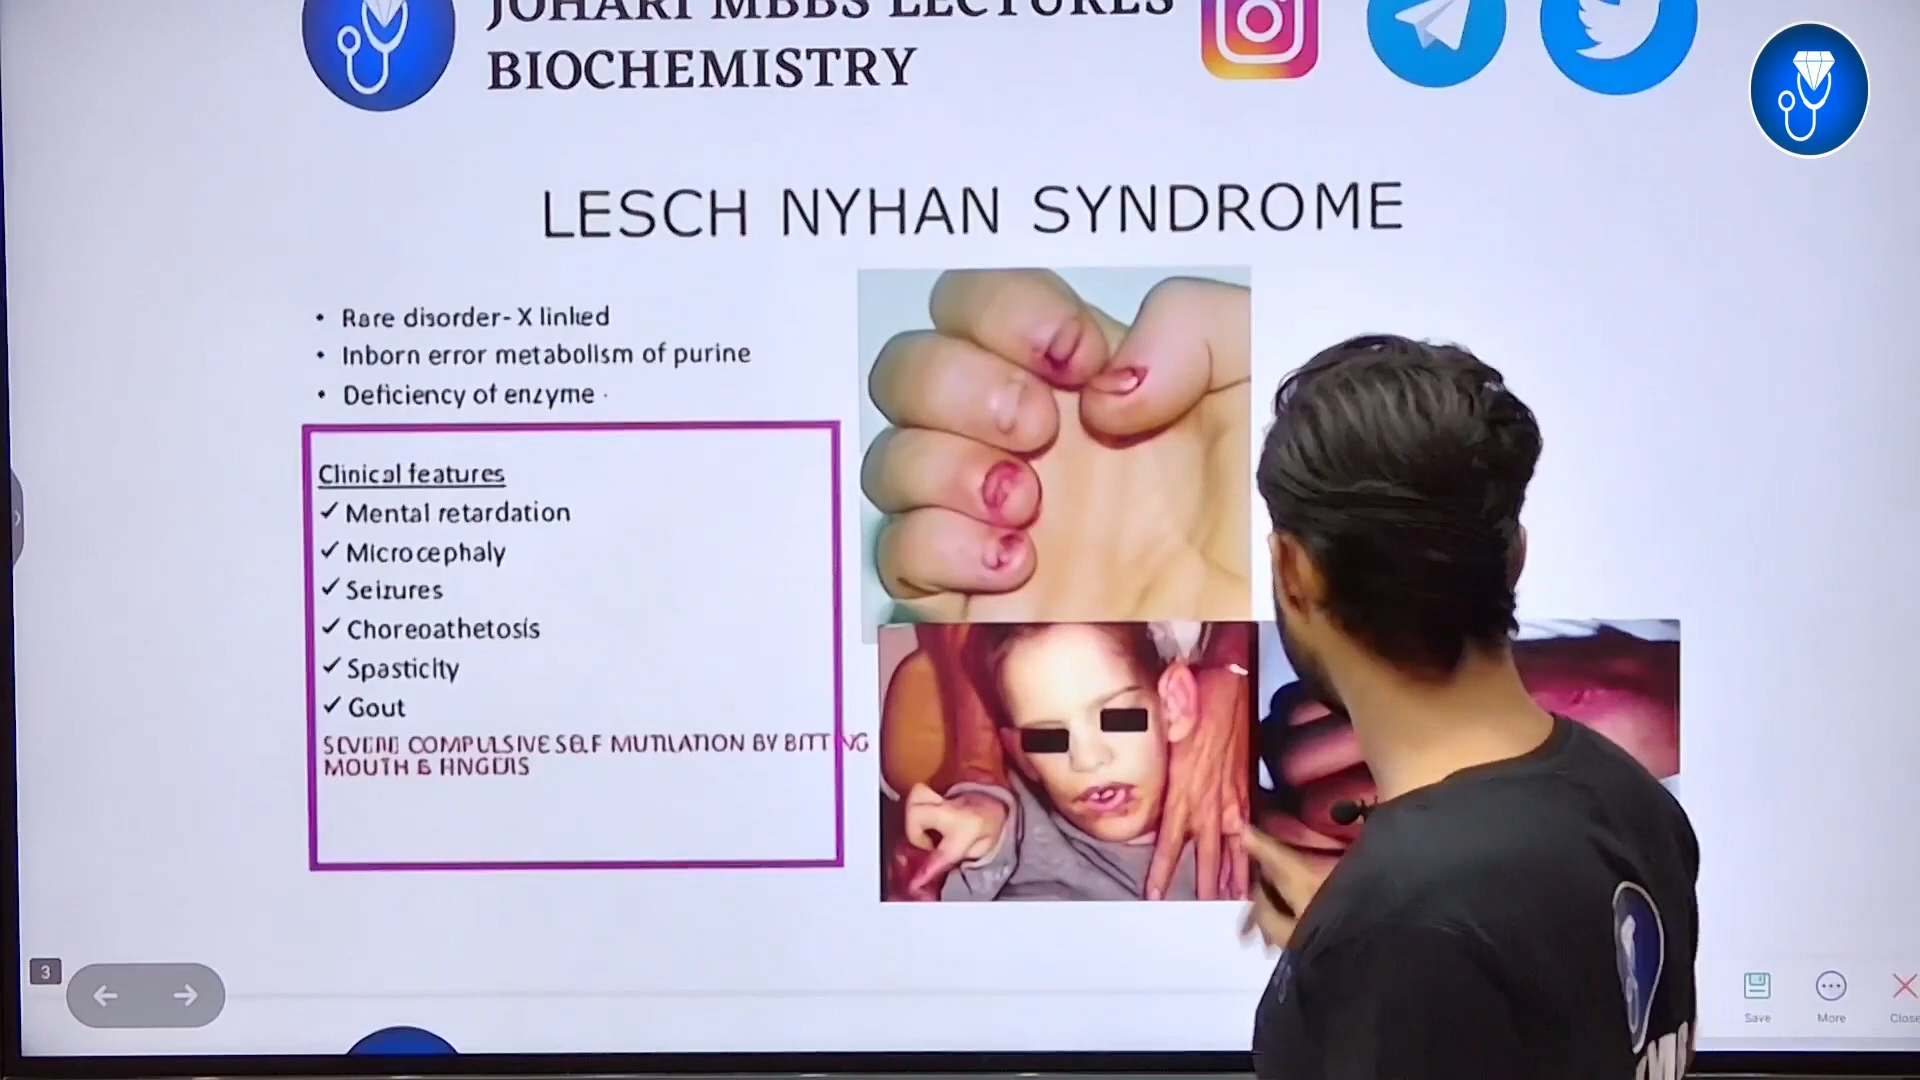 JOHARI MBBS LECTURES
BIOCHEMISTRY
LESCH NYHAN SYNDROME
• Rare disorder- X linked
• Inborn error metabolism of purine
• Deficiency of enzyme
Clinical features
✓ Mental retardation
✓ Microcephaly
✓ Seizures
✓ Choreoathetosis
✓ Spasticity
✓ Gout
SEVERE COMPULSIVE SELF MUTILATION BY BITTING
MOUTH & FINGERS
3
Save
More
Close